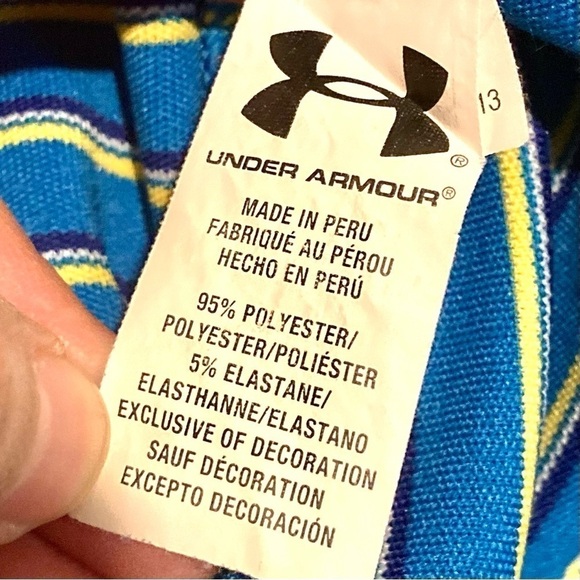 13
UNDER ARMOUR®
MADE IN PERU
FABRIQUÉ AU PÉROU
HECHO EN PERÚ
95% POLYESTER/
POLYESTER/POLIÉSTER
5% ELASTANE/
ELASTHANNE/ELASTANO
EXCLUSIVE OF DECORATION
SAUF DÉCORATION
EXCEPTO DECORACIÓN